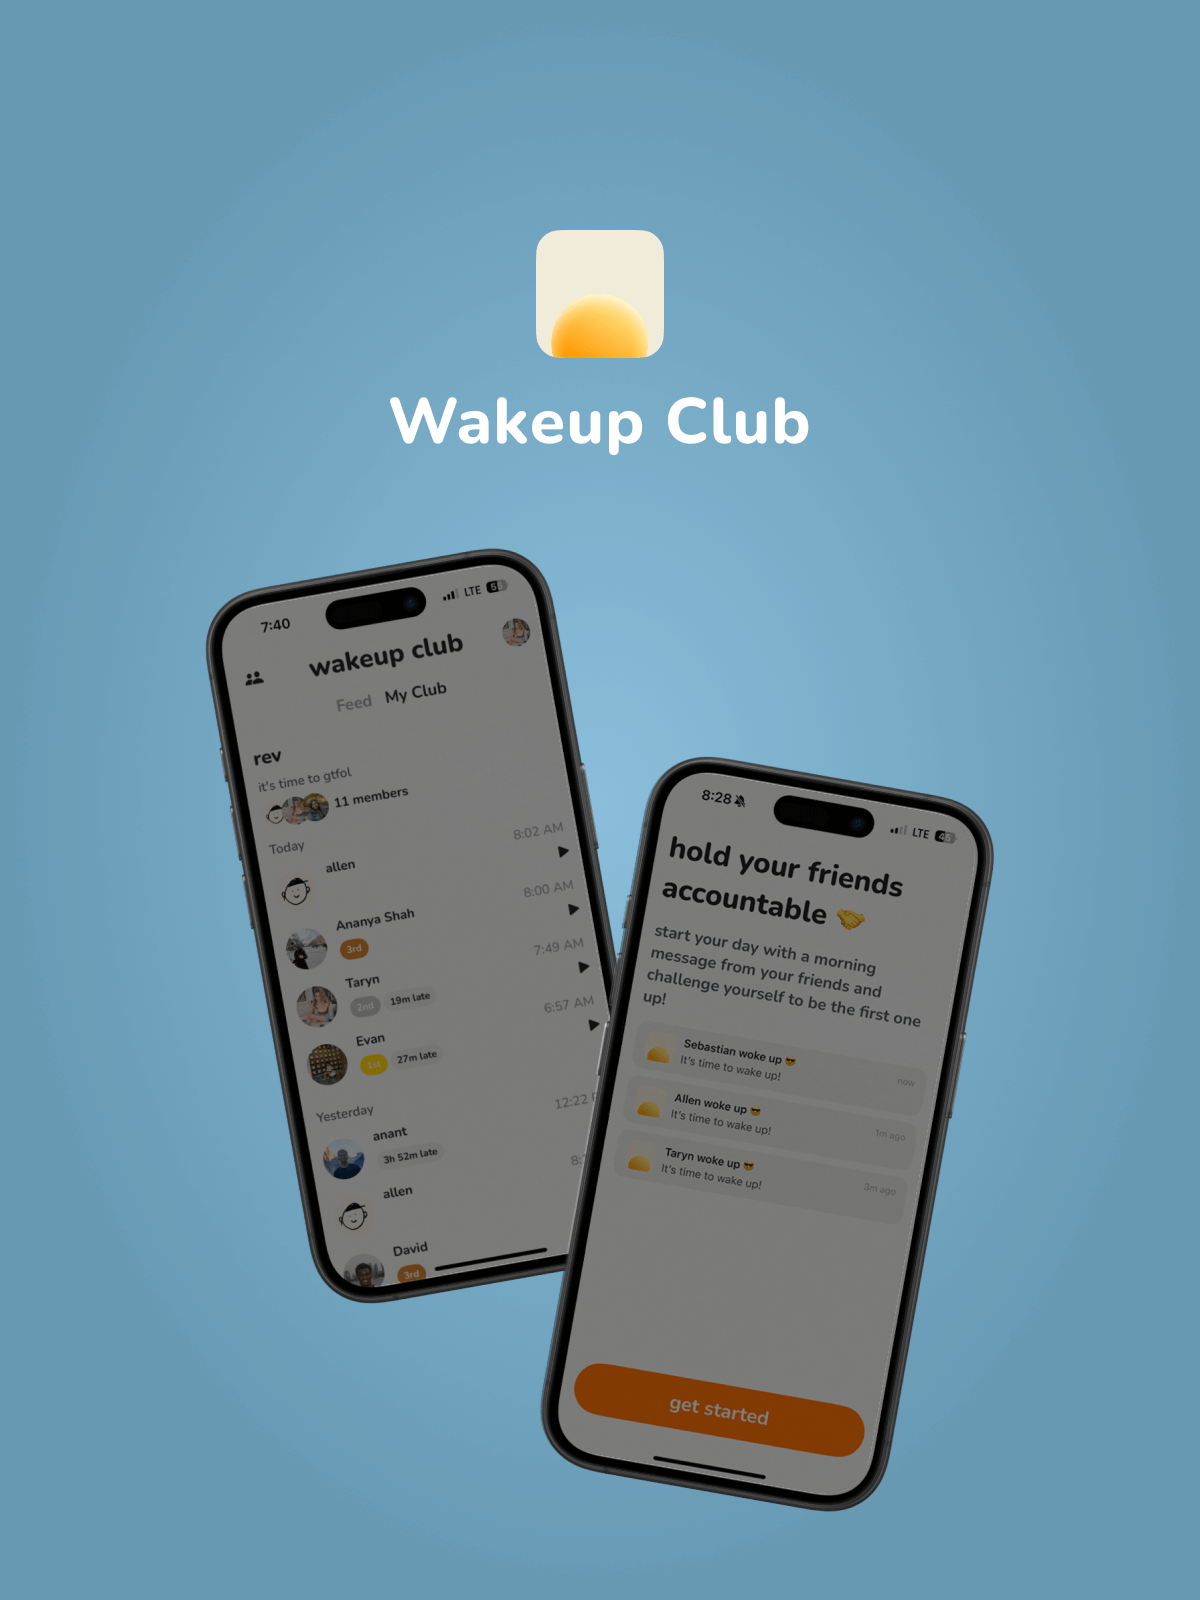 Wakeup Club
7:40
LTE
wakeup club
Feed My Club
rev
it's time to gtfol
11 members
Today
8:02 AM
allen
8:00 AM
Ananya Shah
3rd
7:49 AM
Taryn
2nd 19m late
6:57 AM
Evan
1st 27m late
Yesterday
12:22
anant
3h 52m late
8:
allen
David
3rd
8:28
LTE
hold your friends
accountable 🤝
start your day with a morning
message from your friends and
challenge yourself to be the first one
up!
Sebastian woke up 😎
now
It's time to wake up!
Allen woke up 😎
1m ago
It's time to wake up!
Taryn woke up 😎
3m ago
It's time to wake up!
get started